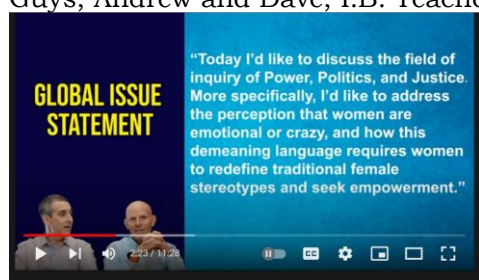 Guys, Andrew and Dave, I.B. Teache
GLOBAL ISSUE
STATEMENT
“Today I’d like to discuss the field of
inquiry of Power, Politics, and Justice.
More specifically, I’d like to address
the perception that women are
emotional or crazy, and how this
demeaning language requires women
to redefine traditional female
stereotypes and seek empowerment.”
2:23 / 11:28
CC